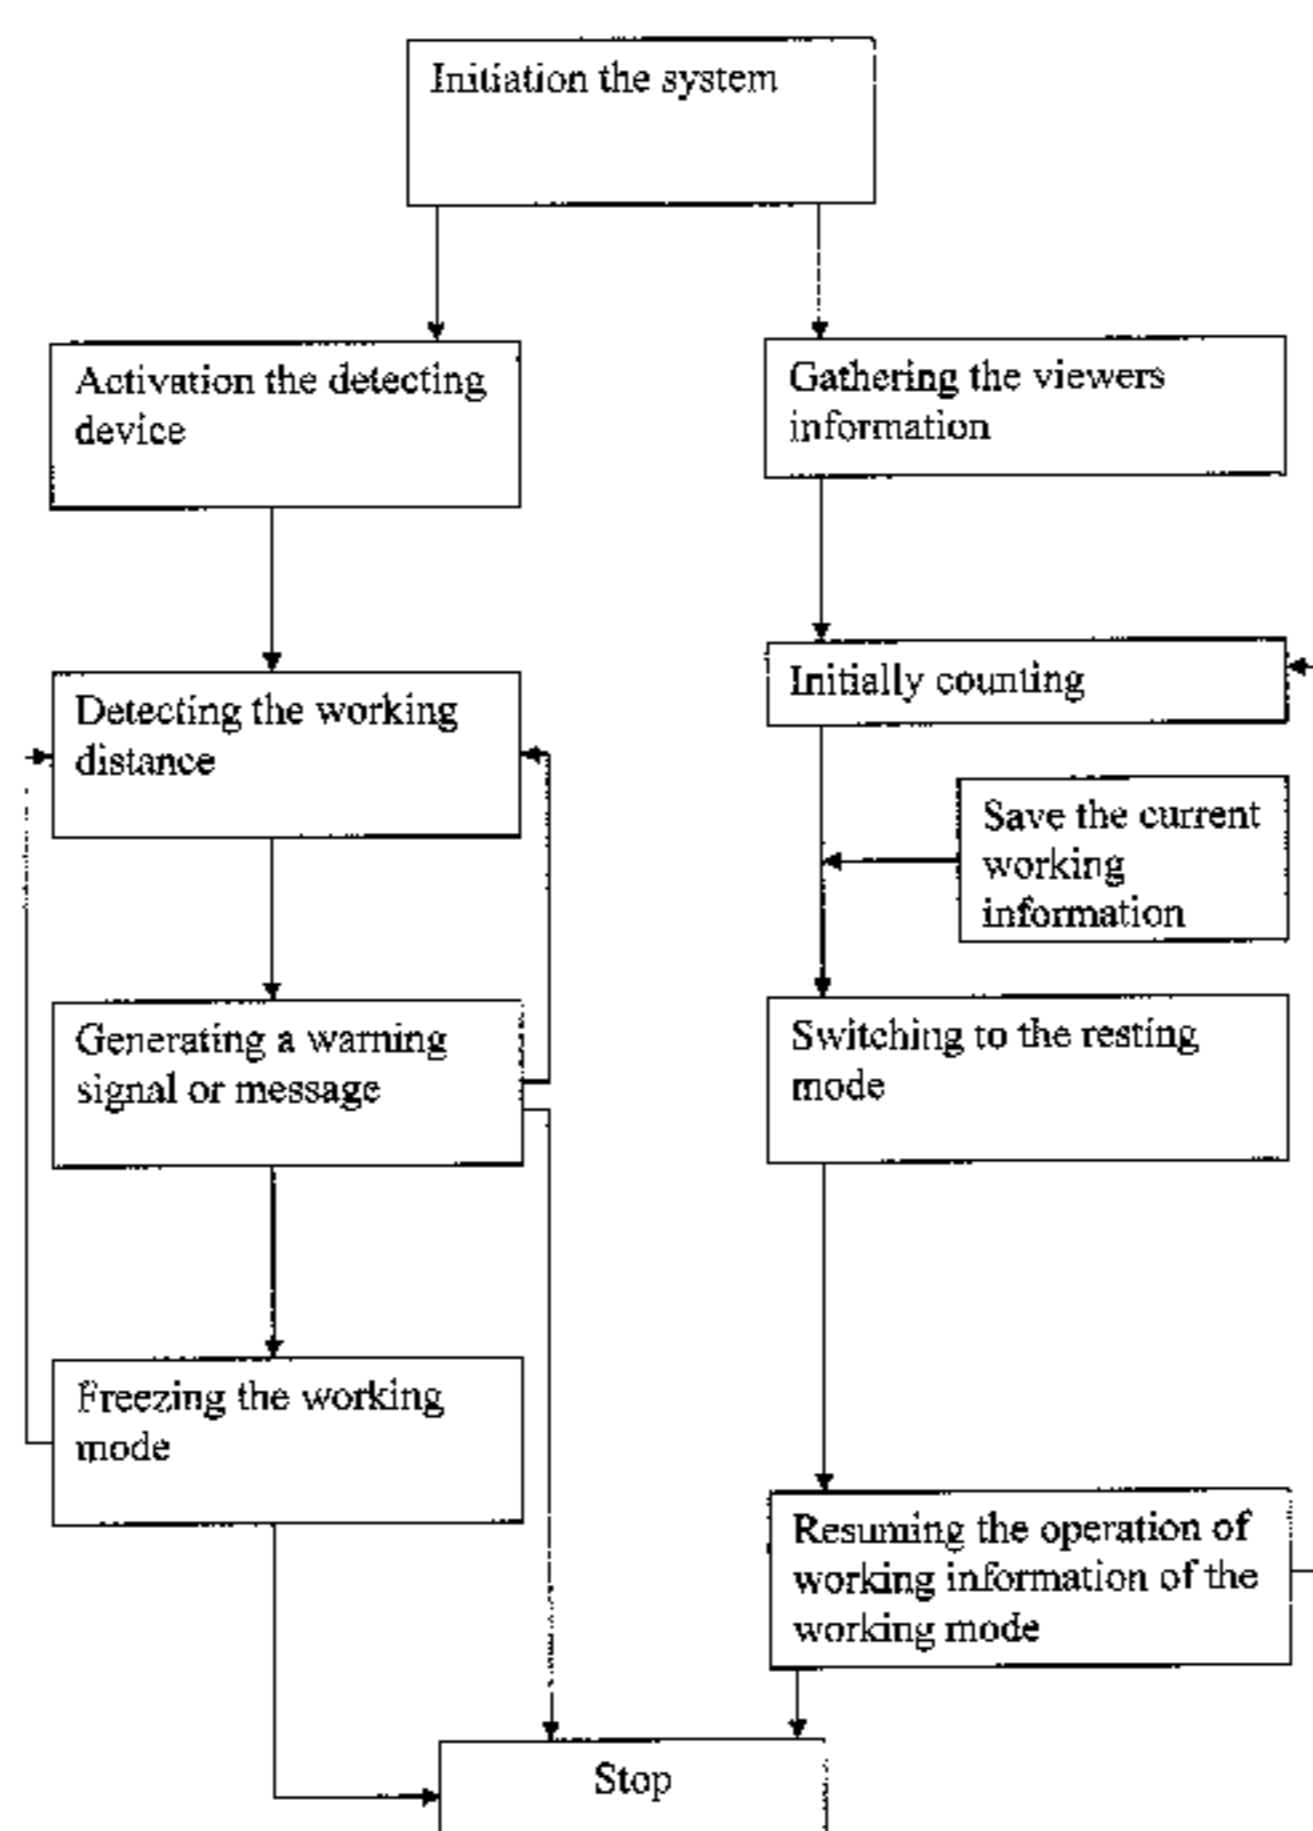 Initiation the system
Activation the detecting
device
Gathering the viewers
information
Detecting the working
distance
Initially counting
Save the current
working
information
Generating a warning
signal or message
Switching to the resting
mode
Freezing the working
mode
Resuming the operation of
working information of the
working mode
Stop